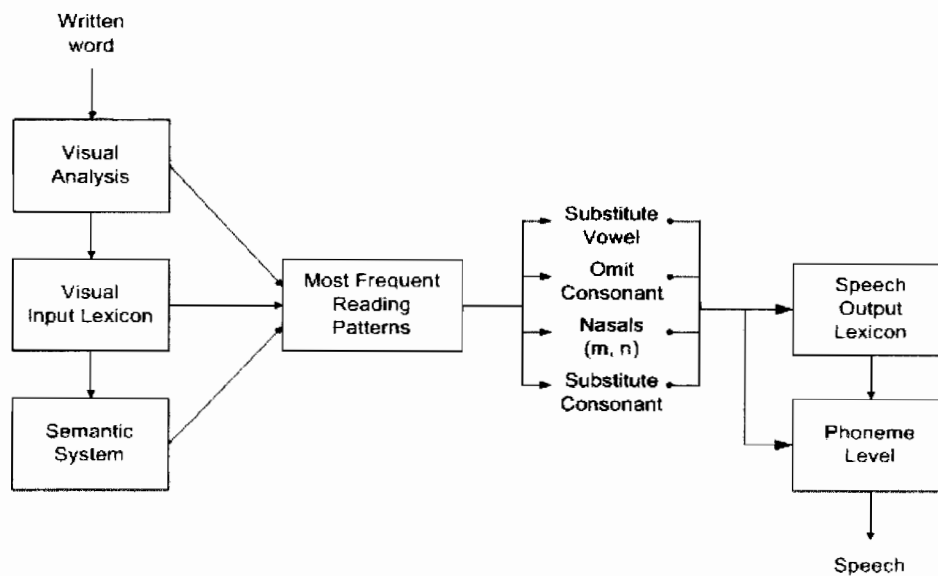 Written
word
Visual
Analysis
Visual
Input Lexicon
Semantic
System
Most Frequent
Reading
Patterns
Substitute
Vowel
Omit
Consonant
Nasals
(m, n)
Substitute
Consonant
Speech
Output
Lexicon
Phoneme
Level
Speech